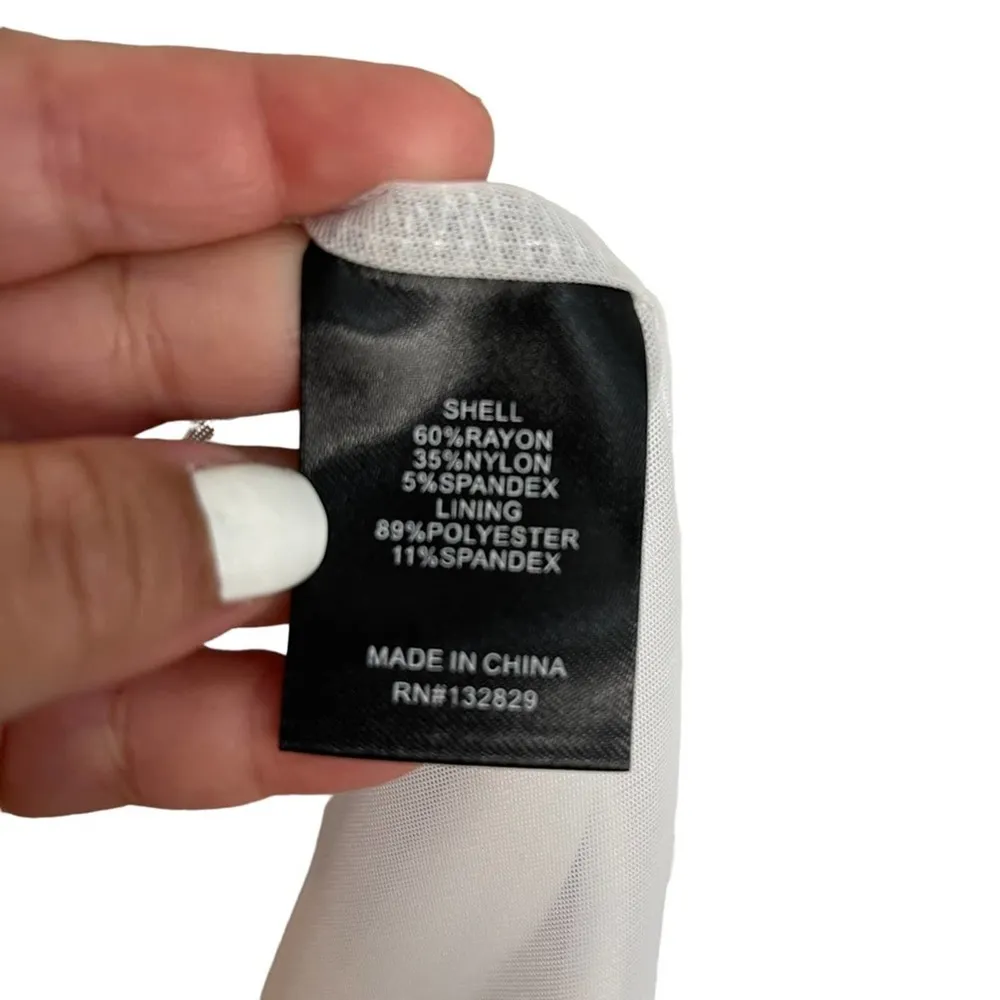 SHELL
60%RAYON
35%NYLON
5%SPANDEX
LINING
89%POLYESTER
11%SPANDEX
MADE IN CHINA
RN#132829